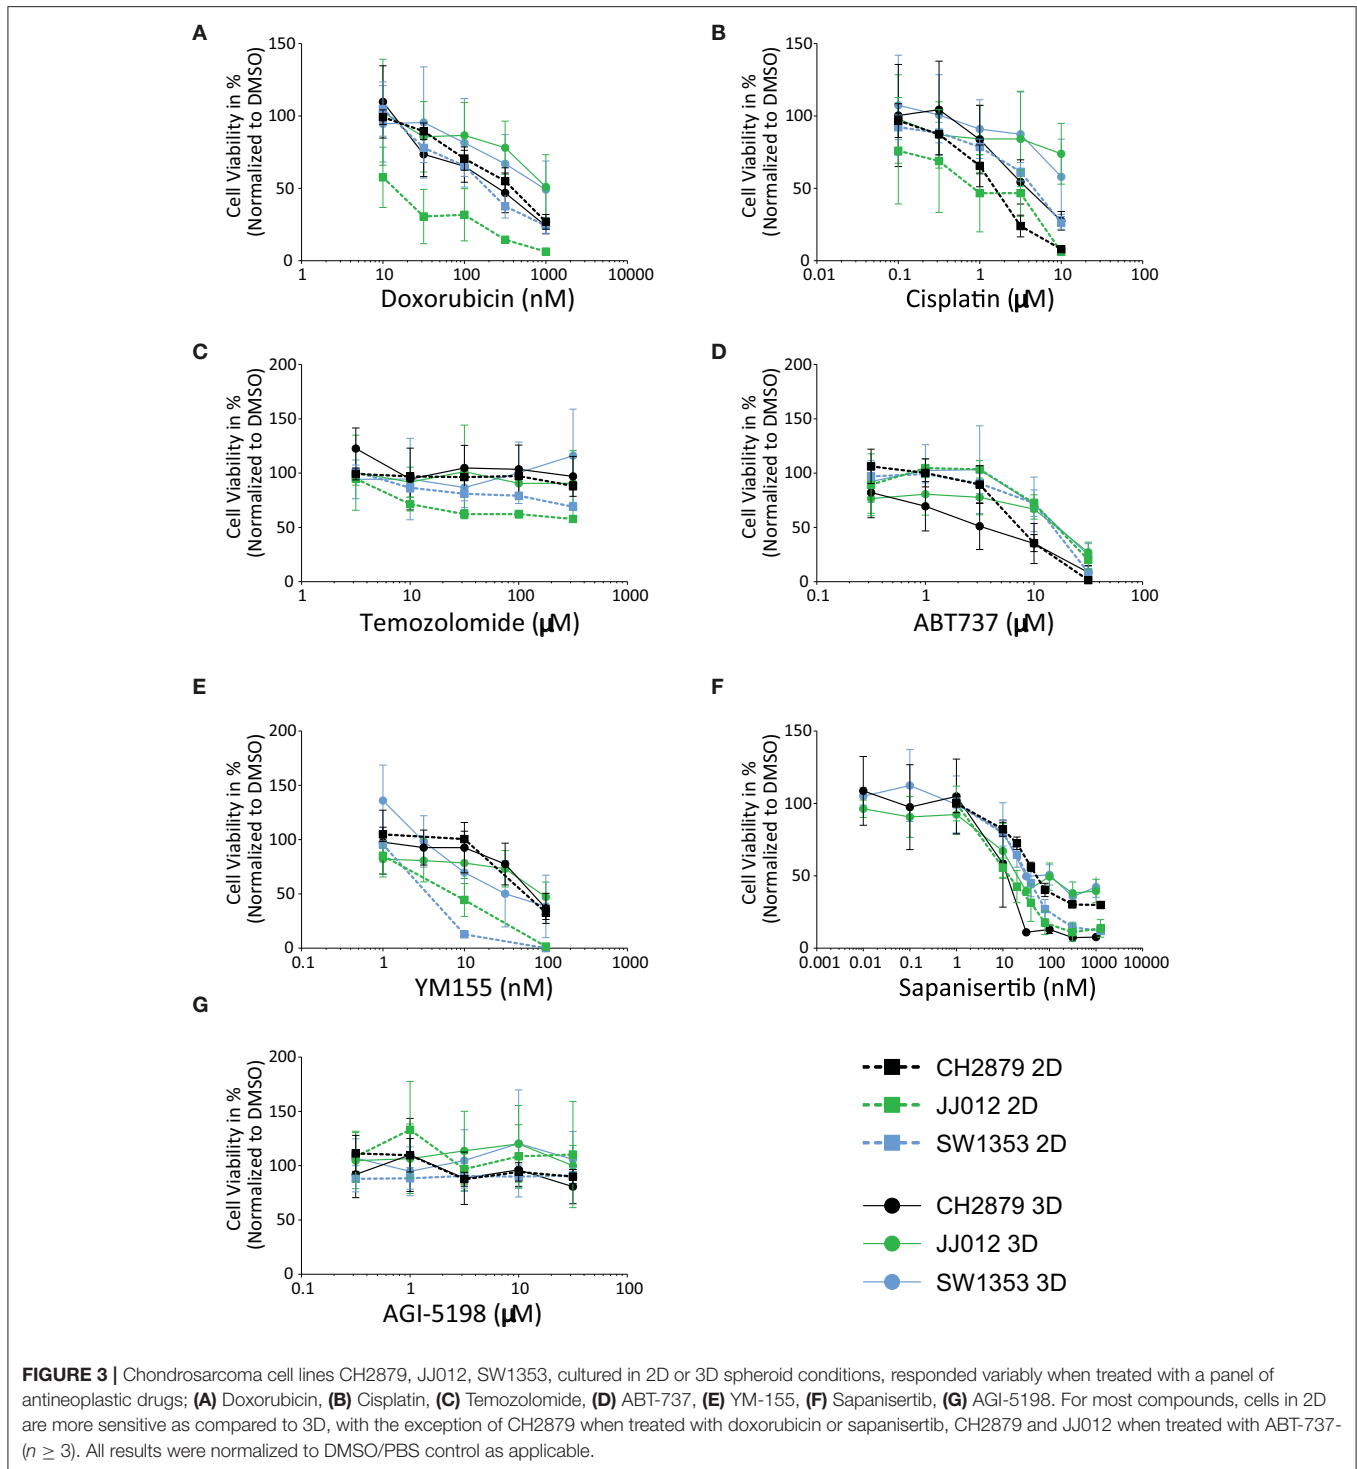 A
Cell Viability in %
(Normalized to DMSO)
150
100
50
0
1
10
100
1000
10000
Doxorubicin (nM)
B
Cell Viability in %
(Normalized to DMSO)
150
100
50
0
0.01
0.1
1
10
100
Cisplatin (µM)
C
Cell Viability in %
(Normalized to DMSO)
200
150
100
50
0
1
10
100
1000
Temozolomide (µM)
D
Cell Viability in %
(Normalized to DMSO)
200
150
100
50
0
0.1
1
10
100
ABT737 (µM)
E
Cell Viability in %
(Normalized to DMSO)
200
150
100
50
0
0.1
1
10
100
1000
YM155 (nM)
F
Cell Viability in %
(Normalized to DMSO)
150
100
50
0
0.001
0.01
0.1
1
10
100
1000
10000
Sapanisertib (nM)
G
Cell Viability in %
(Normalized to DMSO)
200
150
100
50
0
0.1
1
10
100
AGI-5198 (µM)
CH2879 2D
JJ012 2D
SW1353 2D
CH2879 3D
JJ012 3D
SW1353 3D
FIGURE 3 | Chondrosarcoma cell lines CH2879, JJ012, SW1353, cultured in 2D or 3D spheroid conditions, responded variably when treated with a panel of
antineoplastic drugs; (A) Doxorubicin, (B) Cisplatin, (C) Temozolomide, (D) ABT-737, (E) YM-155, (F) Sapanisertib, (G) AGI-5198. For most compounds, cells in 2D
are more sensitive as compared to 3D, with the exception of CH2879 when treated with doxorubicin or sapanisertib, CH2879 and JJ012 when treated with ABT-737-
(n ≥ 3). All results were normalized to DMSO/PBS control as applicable.